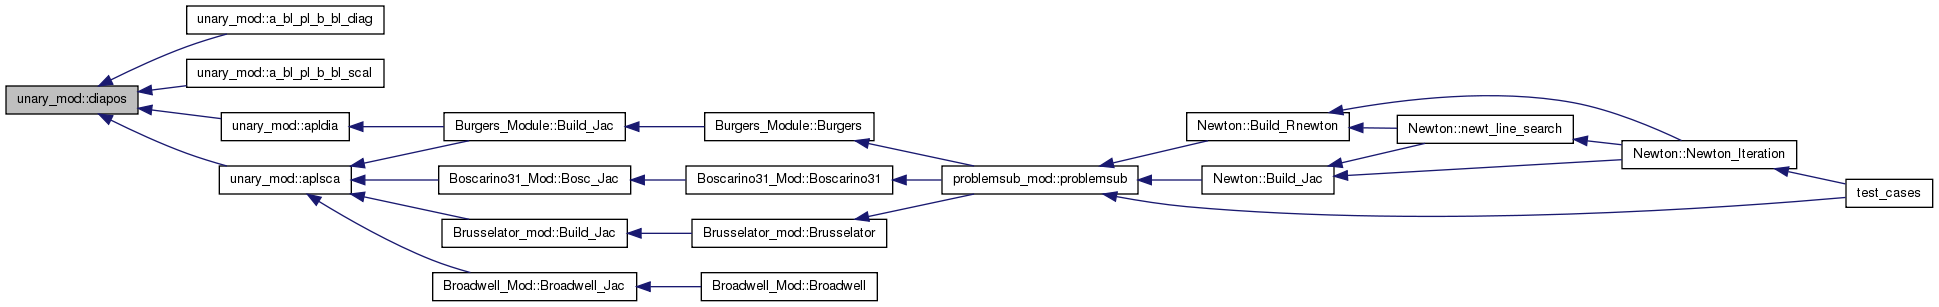 unary_mod::a_bl_pl_b_bl_diag
unary_mod::a_bl_pl_b_bl_scal
unary_mod::diapos
unary_mod::apldia
Burgers_Module::Build_Jac
Burgers_Module::Burgers
Newton::Build_Rnewton
Newton::newt_line_search
Newton::Newton_Iteration
unary_mod::aplsca
Boscarino31_Mod::Bosc_Jac
Boscarino31_Mod::Boscarino31
problemsub_mod::problemsub
Newton::Build_Jac
test_cases
Brusselator_mod::Build_Jac
Brusselator_mod::Brusselator
Broadwell_Mod::Broadwell_Jac
Broadwell_Mod::Broadwell